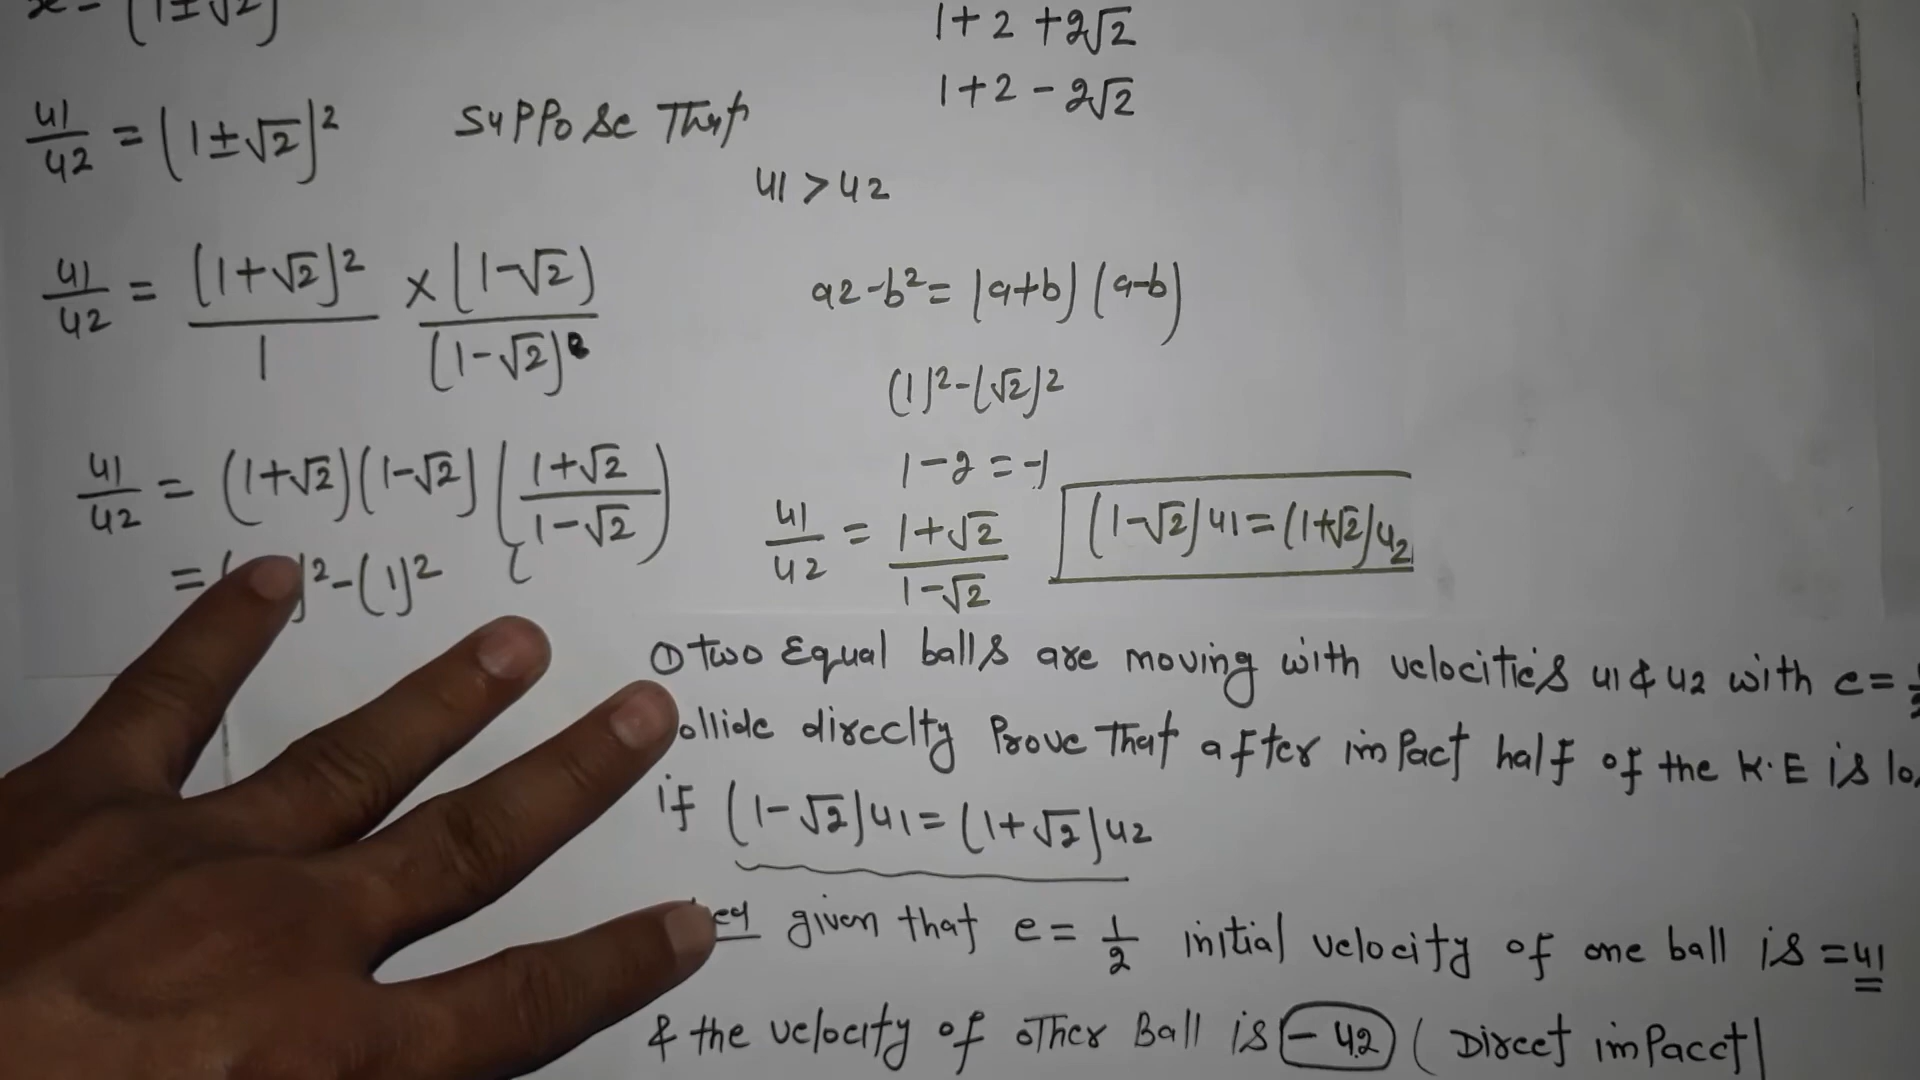 1+2+2√2
1+2-2√2
u1/u2 = (1±√2)² suppose That
u1 > u2
u1/u2 = (1+√2)²/1 × (1-√2)/(1-√2)
a2-b² = (a+b)(a-b)
(1)²-(√2)²
1-2=-1
u1/u2 = (1+√2)(1-√2)((1+√2)/(1-√2))
u1/u2 = (1+√2)/(1-√2) (1-√2)u1=(1+√2)u2
)²-(1)²
① two Equal balls are moving with velocities u1 & u2 with e=
ollide direclty Prove That after impact half of the K.E is lo
if (1-√2)u1=(1+√2)u2
given that e=1/2 initial velocity of one ball is = u1
& the velocity of other Ball is -u2 (Direct impacct)